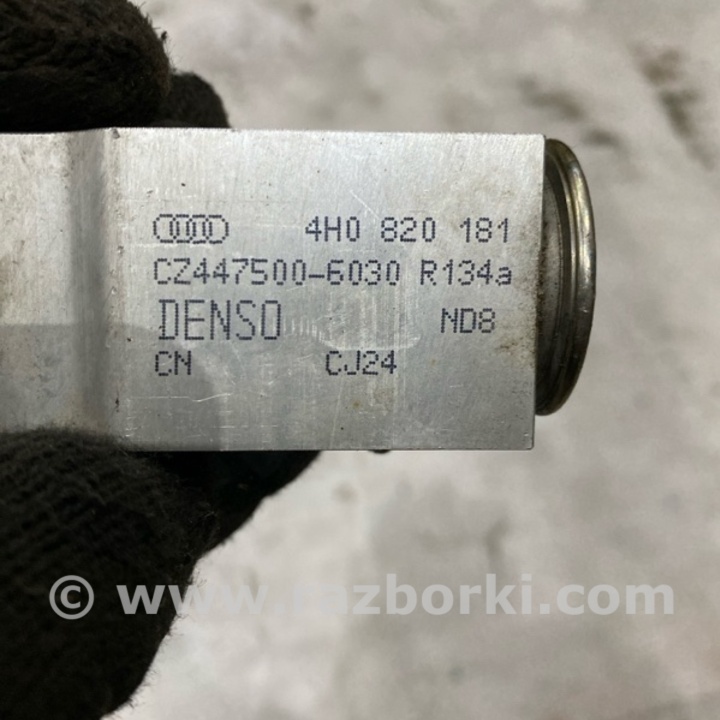 4H0 820 181
CZ447500-6030 R134a
DENSO ND8
CN CJ24
© www.razborki.com